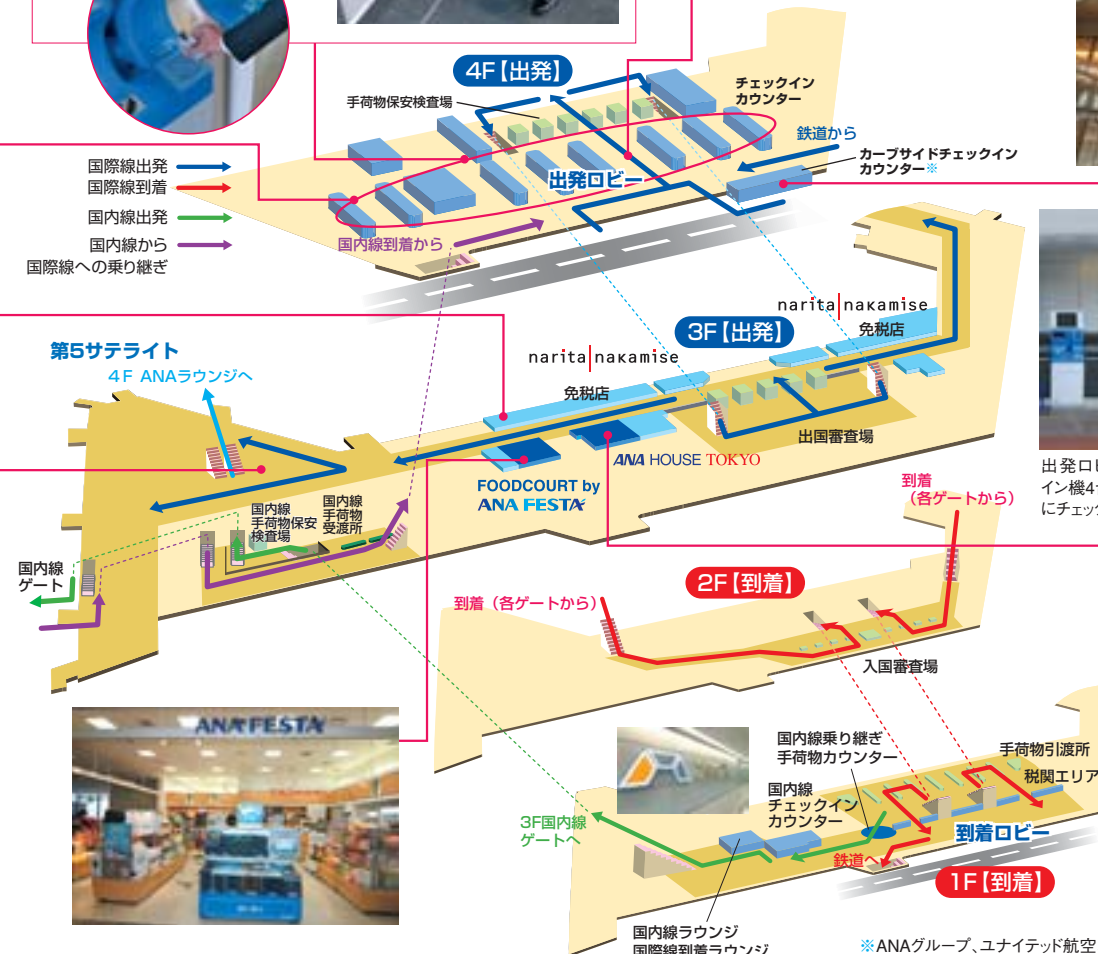 4F【出発】
手荷物保安検査場
チェックイン
カウンター
鉄道から
カーブサイドチェックイン
カウンター※
出発ロビー
国内線到着から
国際線出発
国際線到着
国内線出発
国内線から
国際線への乗り継ぎ
narita nakamise
免税店
3F【出発】
narita nakamise
免税店
出国審査場
第5サテライト
4F ANAラウンジへ
ANA HOUSE TOKYO
FOODCOURT by
ANA FESTA
国内線
手荷物保安
検査場
国内線
手荷物
受渡所
国内線
ゲート
出発ロビ
イン機4
にチェッ
到着
（各ゲートから）
2F【到着】
到着（各ゲートから）
入国審査場
ANA FESTA
国内線乗り継ぎ
手荷物カウンター
国内線
チェックイン
カウンター
手荷物引渡所
税関エリア
到着ロビー
鉄道へ
1F【到着】
3F国内線
ゲートへ
国内線ラウンジ
国際線到着ラウンジ
※ANAグループ、ユナイテッド航空